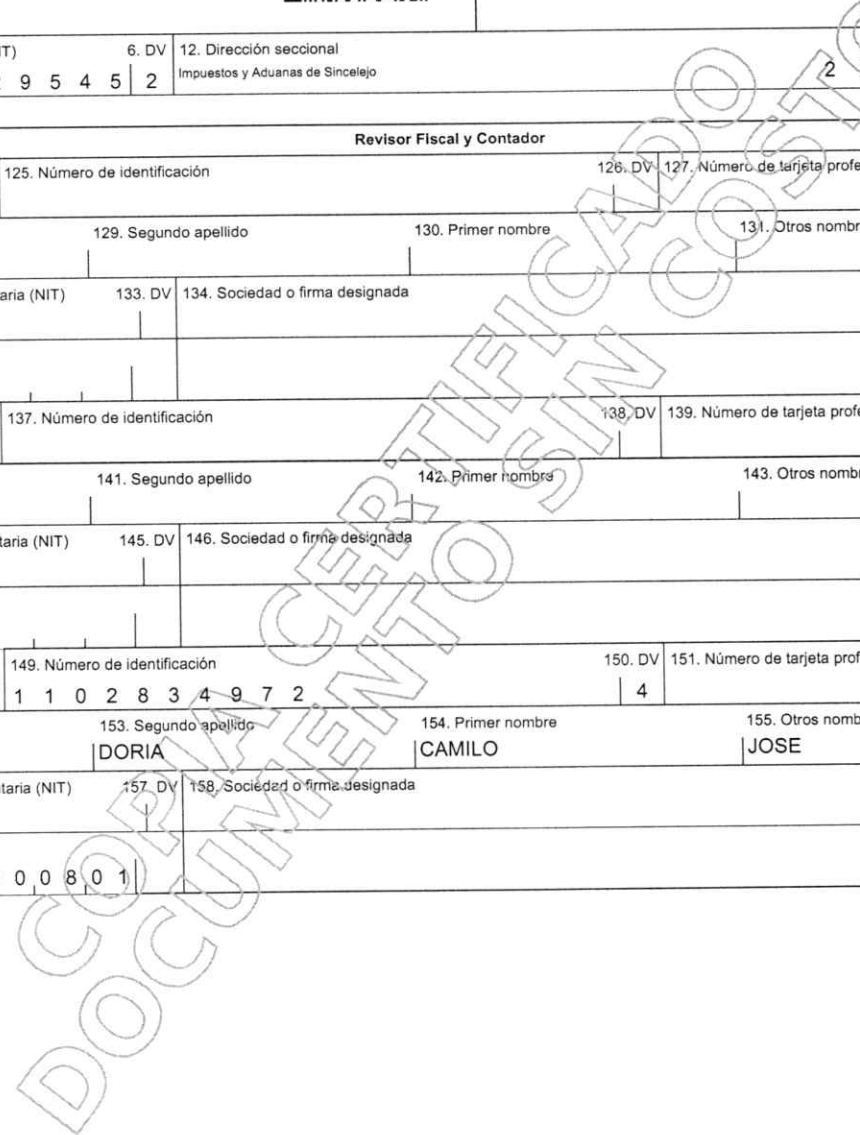 T) 6. DV 12. Dirección seccional
9 5 4 5 2 Impuestos y Aduanas de Sincelejo 2
Revisor Fiscal y Contador
125. Número de identificación 126. DV 127. Número de tarjeta profe
129. Segundo apellido 130. Primer nombre 131. Otros nombr
aria (NIT) 133. DV 134. Sociedad o firma designada
137. Número de identificación 138. DV 139. Número de tarjeta profe
141. Segundo apellido 142. Primer nombre 143. Otros nombr
taria (NIT) 145. DV 146. Sociedad o firma designada
149. Número de identificación 150. DV 151. Número de tarjeta prof
1 1 0 2 8 3 4 9 7 2 4
153. Segundo apellido 154. Primer nombre 155. Otros nomb
DORIA CAMILO JOSE
taria (NIT) 157. DV 158. Sociedad o firma designada
0 0 8 0 1
COPIA CERTIFICADO
DOCUMENTO SIN COSTO